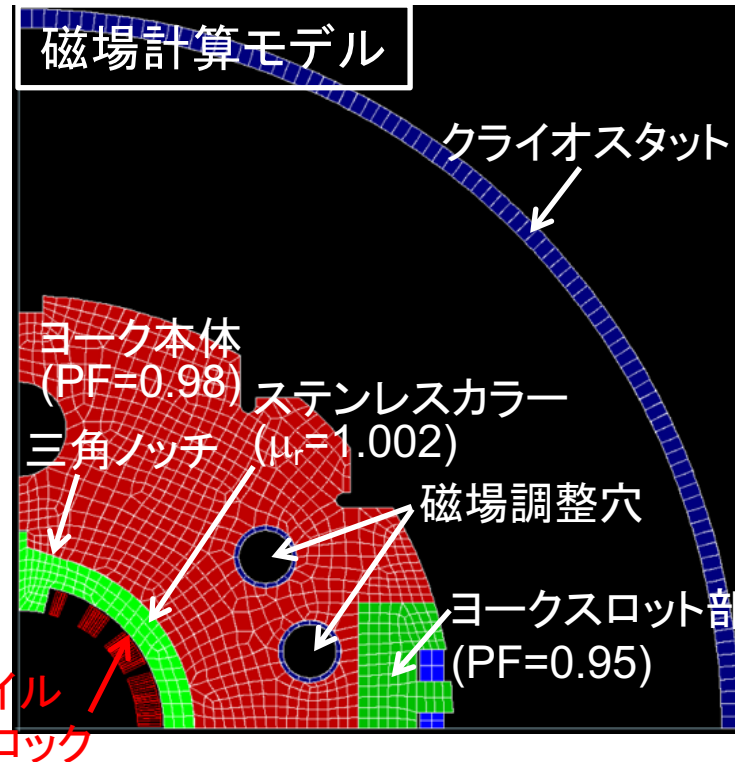 磁場計算モデル
クライオスタット
ヨーク本体
(PF=0.98)
ステンレスカラー
(μr=1.002)
三角ノッチ
磁場調整穴
ヨークスロット部
(PF=0.95)
イル
ロック